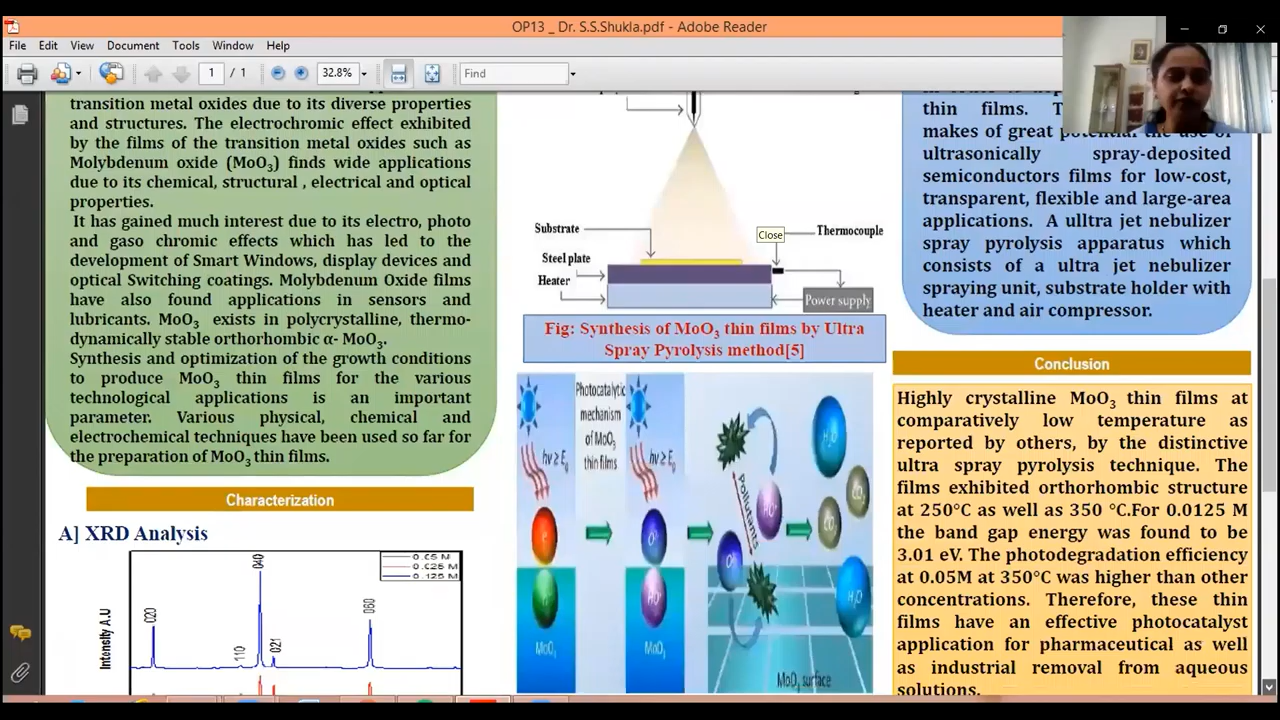 OP13 _ Dr. S.S.Shukla.pdf - Adobe Reader
File Edit View Document Tools Window Help
1 / 1 32.8% Find
transition metal oxides due to its diverse properties
and structures. The electrochromic effect exhibited
by the films of the transition metal oxides such as
Molybdenum oxide (MoO3) finds wide applications
due to its chemical, structural , electrical and optical
properties.
It has gained much interest due to its electro, photo
and gaso chromic effects which has led to the
development of Smart Windows, display devices and
optical Switching coatings. Molybdenum Oxide films
have also found applications in sensors and
lubricants. MoO3 exists in polycrystalline, thermo-
dynamically stable orthorhombic α- MoO3.
Synthesis and optimization of the growth conditions
to produce MoO3 thin films for the various
technological applications is an important
parameter. Various physical, chemical and
electrochemical techniques have been used so far for
the preparation of MoO3 thin films.
Characterization
A] XRD Analysis
Intensity A.U
020
110
040
021
060
0.05 M
0.025 M
0.125 M
Substrate
Steel plate
Heater
Close
Thermocouple
Power supply
Fig: Synthesis of MoO3 thin films by Ultra
Spray Pyrolysis method[5]
hν ≥ Eg
Photocatalytic
mechanism
of MoO3
thin films
hν ≥ Eg
Pollutants
MoO3
MoO3
MoO3 surface
thin films.
makes of great potential the use of
ultrasonically spray-deposited
semiconductors films for low-cost,
transparent, flexible and large-area
applications. A ulltra jet nebulizer
spray pyrolysis apparatus which
consists of a ultra jet nebulizer
spraying unit, substrate holder with
heater and air compressor.
Conclusion
Highly crystalline MoO3 thin films at
comparatively low temperature as
reported by others, by the distinctive
ultra spray pyrolysis technique. The
films exhibited orthorhombic structure
at 250°C as well as 350 °C.For 0.0125 M
the band gap energy was found to be
3.01 eV. The photodegradation efficiency
at 0.05M at 350°C was higher than other
concentrations. Therefore, these thin
films have an effective photocatalyst
application for pharmaceutical as well
as industrial removal from aqueous
solutions.